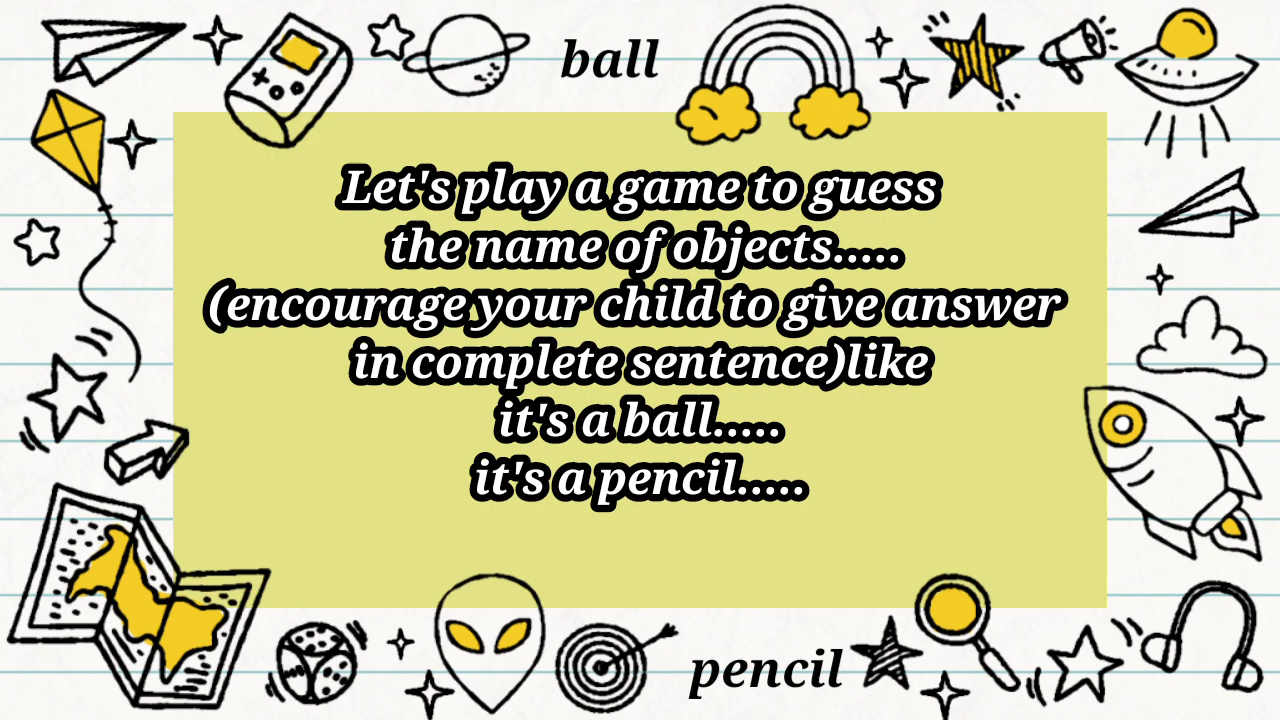 ball
Let's play a game to guess
the name of objects.....
(encourage your child to give answer
in complete sentence)like
it's a ball.....
it's a pencil.....
pencil